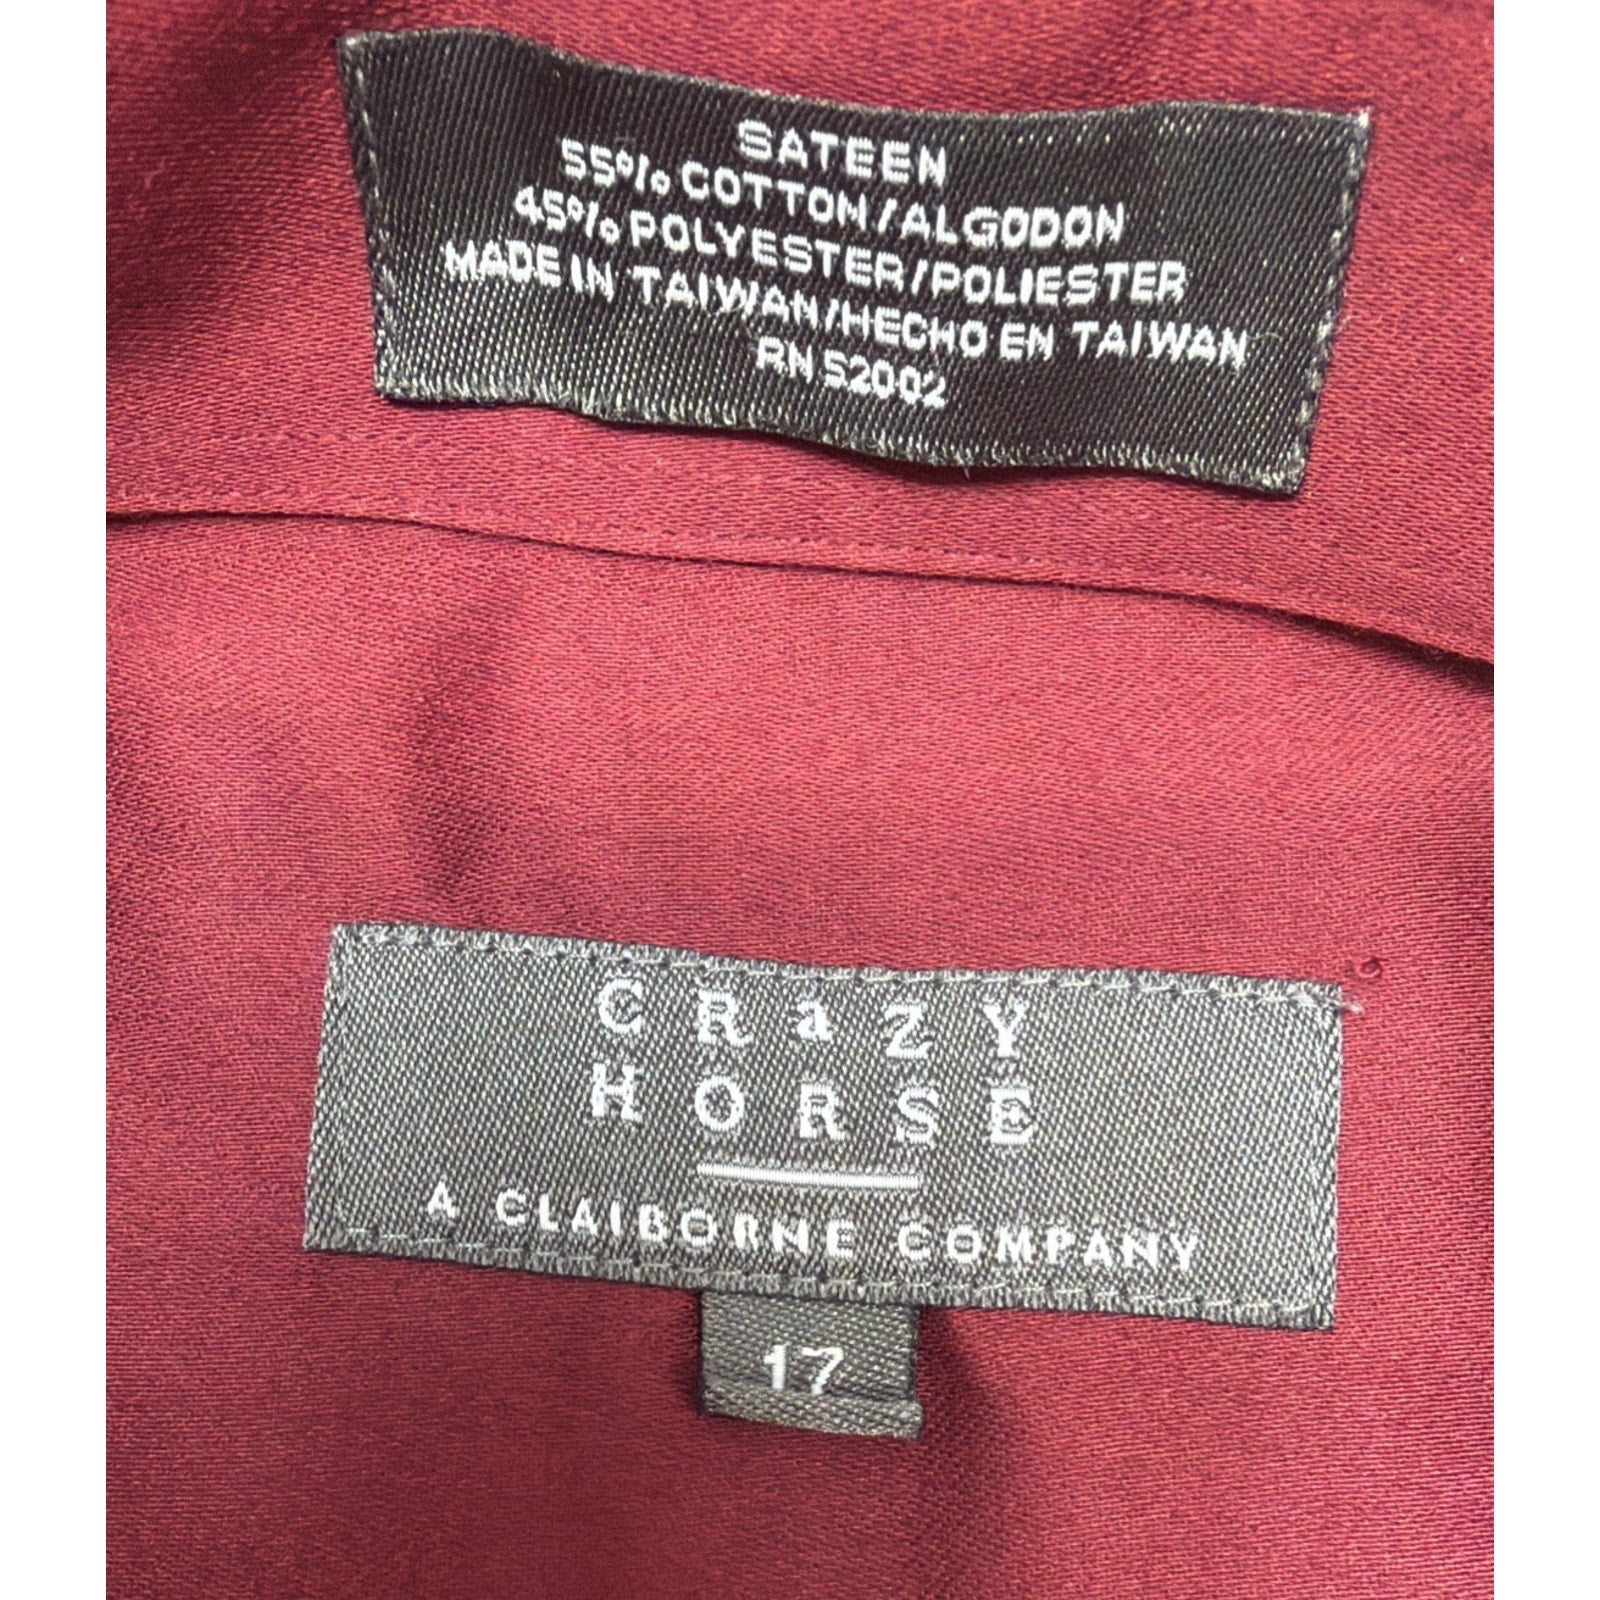 SATEEN
55% COTTON/ALGODON
45% POLYESTER/POLIESTER
MADE IN TAIWAN/HECHO EN TAIWAN
RN 52002
CRaZY
HORSE
A CLAIBORNE COMPANY
17